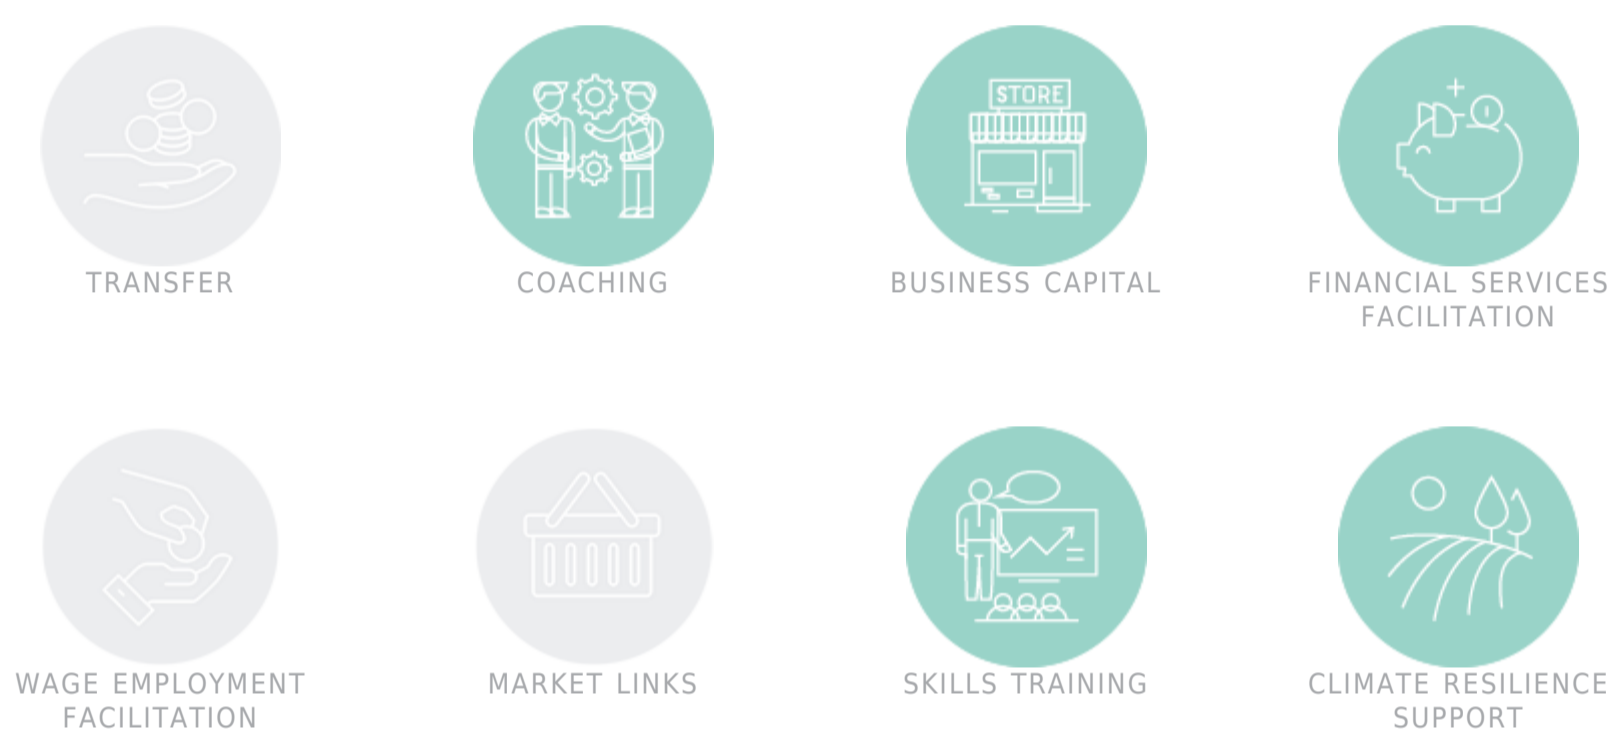 STORE
TRANSFER
COACHING
BUSINESS CAPITAL
FINANCIAL SERVICES
FACILITATION
WAGE EMPLOYMENT
FACILITATION
MARKET LINKS
SKILLS TRAINING
CLIMATE RESILIENCE
SUPPORT